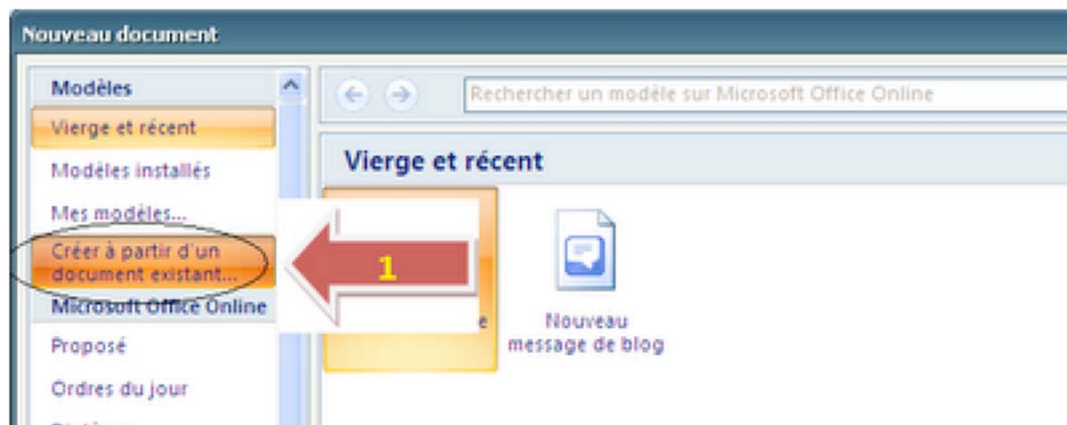 Nouveau document
Modèles
Vierge et récent
Modèles installés
Mes modèles...
Créer à partir d'un
document existant...
Microsoft Office Online
Proposé
Ordres du jour
Rechercher un modèle sur Microsoft Office Online
Vierge et récent
1
e
Nouveau
message de blog